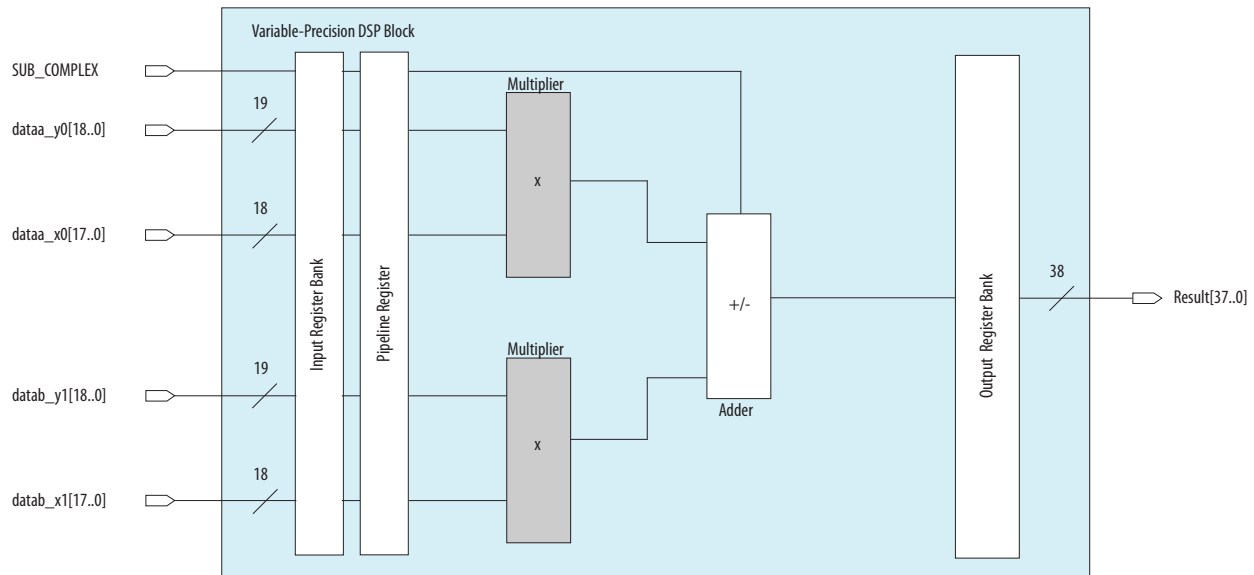 Variable-Precision DSP Block
SUB_COMPLEX
Multiplier
19
dataa_y0[18..0]
x
18
dataa_x0[17..0]
Input Register Bank
Pipeline Register
+/-
Adder
Output Register Bank
38
Result[37..0]
Multiplier
19
datab_y1[18..0]
x
18
datab_x1[17..0]